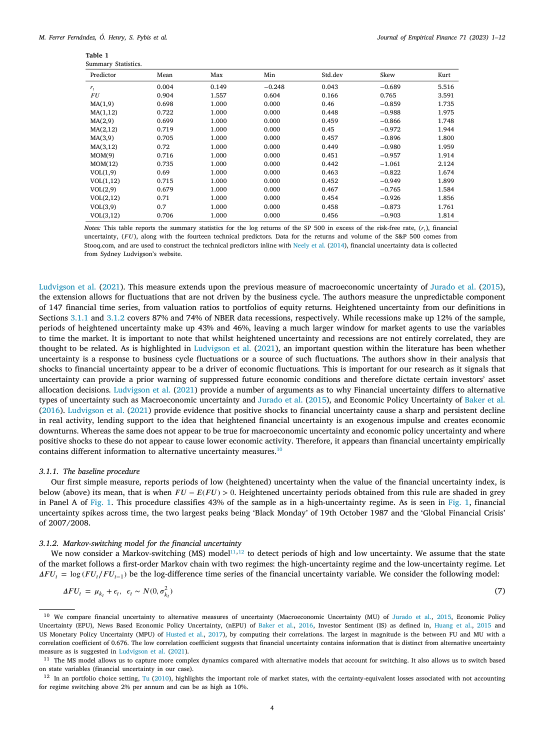 M. Ferrer Fernández, Ó. Henry, S. Pybis et al.
Journal of Empirical Finance 71 (2023) 1–12
Table 1
Summary Statistics.
Predictor Mean Max Min Std.dev Skew Kurt
r_t 0.004 0.149 −0.248 0.043 −0.689 5.516
FU 0.904 1.557 0.604 0.166 0.765 3.591
MA(1,9) 0.698 1.000 0.000 0.46 −0.859 1.735
MA(1,12) 0.722 1.000 0.000 0.448 −0.988 1.975
MA(2,9) 0.699 1.000 0.000 0.459 −0.866 1.748
MA(2,12) 0.719 1.000 0.000 0.45 −0.972 1.944
MA(3,9) 0.705 1.000 0.000 0.457 −0.896 1.800
MA(3,12) 0.72 1.000 0.000 0.449 −0.980 1.959
MOM(9) 0.716 1.000 0.000 0.451 −0.957 1.914
MOM(12) 0.735 1.000 0.000 0.442 −1.061 2.124
VOL(1,9) 0.69 1.000 0.000 0.463 −0.822 1.674
VOL(1,12) 0.715 1.000 0.000 0.452 −0.949 1.899
VOL(2,9) 0.679 1.000 0.000 0.467 −0.765 1.584
VOL(2,12) 0.71 1.000 0.000 0.454 −0.926 1.856
VOL(3,9) 0.7 1.000 0.000 0.458 −0.873 1.761
VOL(3,12) 0.706 1.000 0.000 0.456 −0.903 1.814
Notes: This table reports the summary statistics for the log returns of the SP 500 in excess of the risk-free rate, (r_t), financial
uncertainty, (FU), along with the fourteen technical predictors. Data for the returns and volume of the S&P 500 comes from
Stooq.com, and are used to construct the technical predictors inline with Neely et al. (2014), financial uncertainty data is collected
from Sydney Ludvigson's website.
Ludvigson et al. (2021). This measure extends upon the previous measure of macroeconomic uncertainty of Jurado et al. (2015),
the extension allows for fluctuations that are not driven by the business cycle. The authors measure the unpredictable component
of 147 financial time series, from valuation ratios to portfolios of equity returns. Heightened uncertainty from our definitions in
Sections 3.1.1 and 3.1.2 covers 87% and 74% of NBER data recessions, respectively. While recessions make up 12% of the sample,
periods of heightened uncertainty make up 43% and 46%, leaving a much larger window for market agents to use the variables
to time the market. It is important to note that whilst heightened uncertainty and recessions are not entirely correlated, they are
thought to be related. As is highlighted in Ludvigson et al. (2021), an important question within the literature has been whether
uncertainty is a response to business cycle fluctuations or a source of such fluctuations. The authors show in their analysis that
shocks to financial uncertainty appear to be a driver of economic fluctuations. This is important for our research as it signals that
uncertainty can provide a prior warning of suppressed future economic conditions and therefore dictate certain investors' asset
allocation decisions. Ludvigson et al. (2021) provide a number of arguments as to why Financial uncertainty differs to alternative
types of uncertainty such as Macroeconomic uncertainty and Jurado et al. (2015), and Economic Policy Uncertainty of Baker et al.
(2016). Ludvigson et al. (2021) provide evidence that positive shocks to financial uncertainty cause a sharp and persistent decline
in real activity, lending support to the idea that heightened financial uncertainty is an exogenous impulse and creates economic
downturns. Whereas the same does not appear to be true for macroeconomic uncertainty and economic policy uncertainty and where
positive shocks to these do not appear to cause lower economic activity. Therefore, it appears than financial uncertainty empirically
contains different information to alternative uncertainty measures.10
3.1.1. The baseline procedure
Our first simple measure, reports periods of low (heightened) uncertainty when the value of the financial uncertainty index, is
below (above) its mean, that is when FU − E(FU) > 0. Heightened uncertainty periods obtained from this rule are shaded in grey
in Panel A of Fig. 1. This procedure classifies 43% of the sample as in a high-uncertainty regime. As is seen in Fig. 1, financial
uncertainty spikes across time, the two largest peaks being 'Black Monday' of 19th October 1987 and the 'Global Financial Crisis'
of 2007/2008.
3.1.2. Markov-switching model for the financial uncertainty
We now consider a Markov-switching (MS) model11,12 to detect periods of high and low uncertainty. We assume that the state
of the market follows a first-order Markov chain with two regimes: the high-uncertainty regime and the low-uncertainty regime. Let
ΔFU_t = log(FU_t/FU_{t−1}) be the log-difference time series of the financial uncertainty variable. We consider the following model:
ΔFU_t = μ_{k_t} + ϵ_t, ϵ_t ∼ N(0, σ²_{k_t}) (7)
10 We compare financial uncertainty to alternative measures of uncertainty (Macroeconomic Uncertainty (MU) of Jurado et al., 2015, Economic Policy
Uncertainty (EPU), News Based Economic Policy Uncertainty, (nEPU) of Baker et al., 2016, Investor Sentiment (IS) as defined in, Huang et al., 2015 and
US Monetary Policy Uncertainty (MPU) of Husted et al., 2017), by computing their correlations. The largest in magnitude is the between FU and MU with a
correlation coefficient of 0.676. The low correlation coefficient suggests that financial uncertainty contains information that is distinct from alternative uncertainty
measure as is suggested in Ludvigson et al. (2021).
11 The MS model allows us to capture more complex dynamics compared with alternative models that account for switching. It also allows us to switch based
on state variables (financial uncertainty in our case).
12 In an portfolio choice setting, Tu (2010), highlights the important role of market states, with the certainty-equivalent losses associated with not accounting
for regime switching above 2% per annum and can be as high as 10%.
4